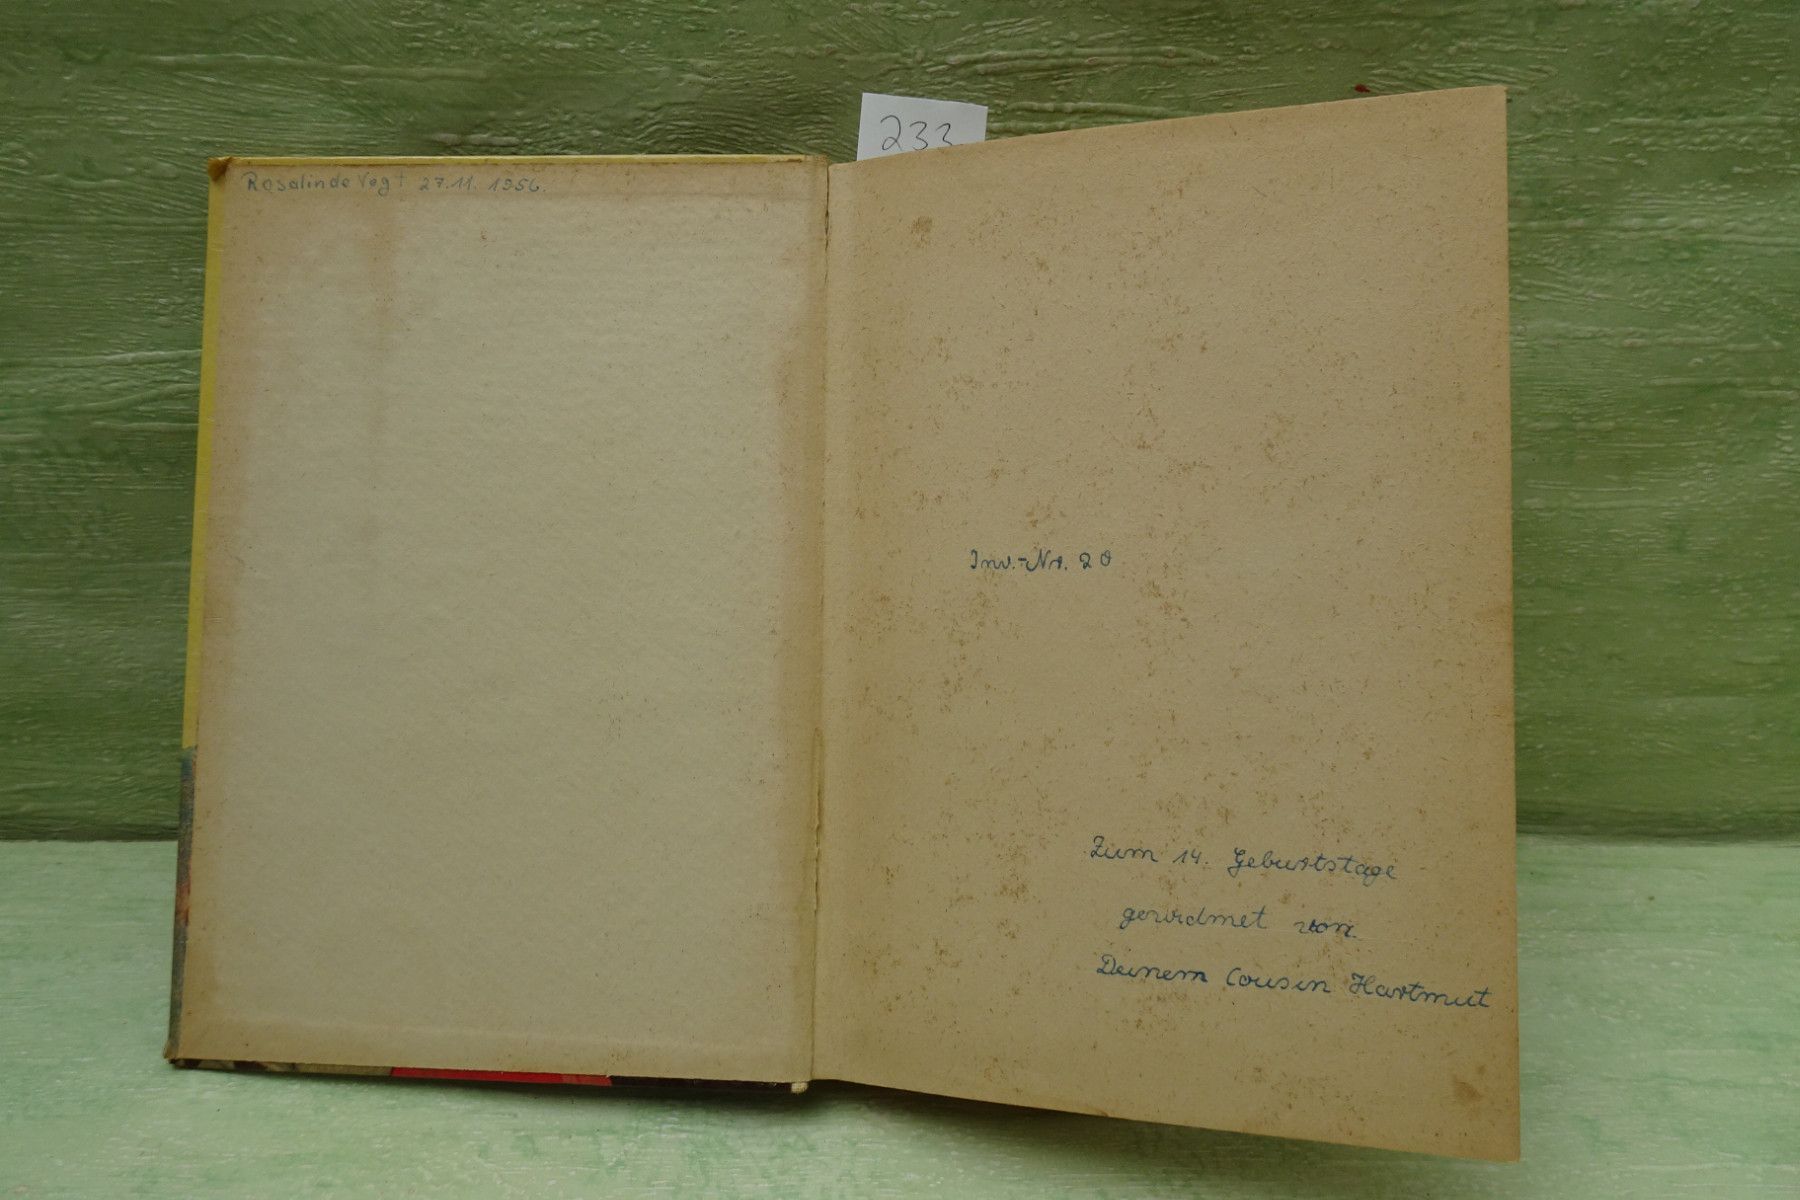 233
Rosalinde Vogt 27.11.1956.
Inv.-Nr. 20
Zum 14. Geburtstage
gewidmet von
Deinem Cousin Hartmut